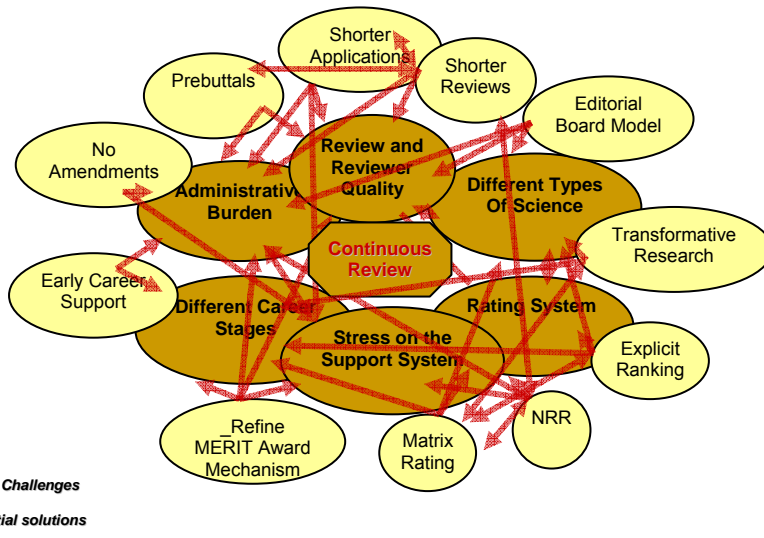 Shorter
Applications
Shorter
Reviews
Prebuttals
Editorial
Board Model
No
Amendments
Review and
Reviewer
Quality
Administrative
Burden
Different Types
Of Science
Transformative
Research
Continuous
Review
Early Career
Support
Different Career
Stages
Rating System
Stress on the
Support System
Explicit
Ranking
_Refine
MERIT Award
Mechanism
Matrix
Rating
NRR
Challenges
tial solutions